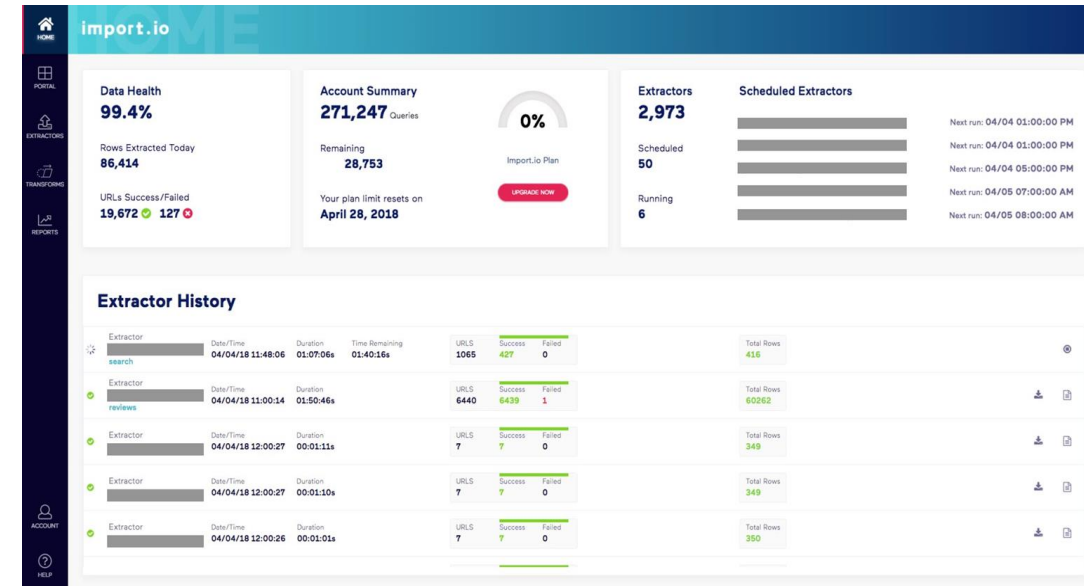 HOME
import.io
HOME
PORTAL
EXTRACTORS
TRANSFORMS
REPORTS
ACCOUNT
HELP
Data Health
99.4%
Rows Extracted Today
86,414
URLs Success/Failed
19,672 127
Account Summary
271,247 Queries
Remaining
28,753
Your plan limit resets on
April 28, 2018
0%
Import.io Plan
UPGRADE NOW
Extractors
2,973
Scheduled
50
Running
6
Scheduled Extractors
Next run: 04/04 01:00:00 PM
Next run: 04/04 01:00:00 PM
Next run: 04/04 05:00:00 PM
Next run: 04/05 07:00:00 AM
Next run: 04/05 08:00:00 AM
Extractor History
Extractor Date/Time Duration Time Remaining URLS Success Failed Total Rows
04/04/18 11:48:06 01:07:06s 01:40:16s 1065 427 0 416
search
Extractor Date/Time Duration URLS Success Failed Total Rows
04/04/18 11:00:14 01:50:46s 6440 6439 1 60262
reviews
Extractor Date/Time Duration URLS Success Failed Total Rows
04/04/18 12:00:27 00:01:11s 7 7 0 349
Extractor Date/Time Duration URLS Success Failed Total Rows
04/04/18 12:00:27 00:01:10s 7 7 0 349
Extractor Date/Time Duration URLS Success Failed Total Rows
04/04/18 12:00:26 00:01:01s 7 7 0 350